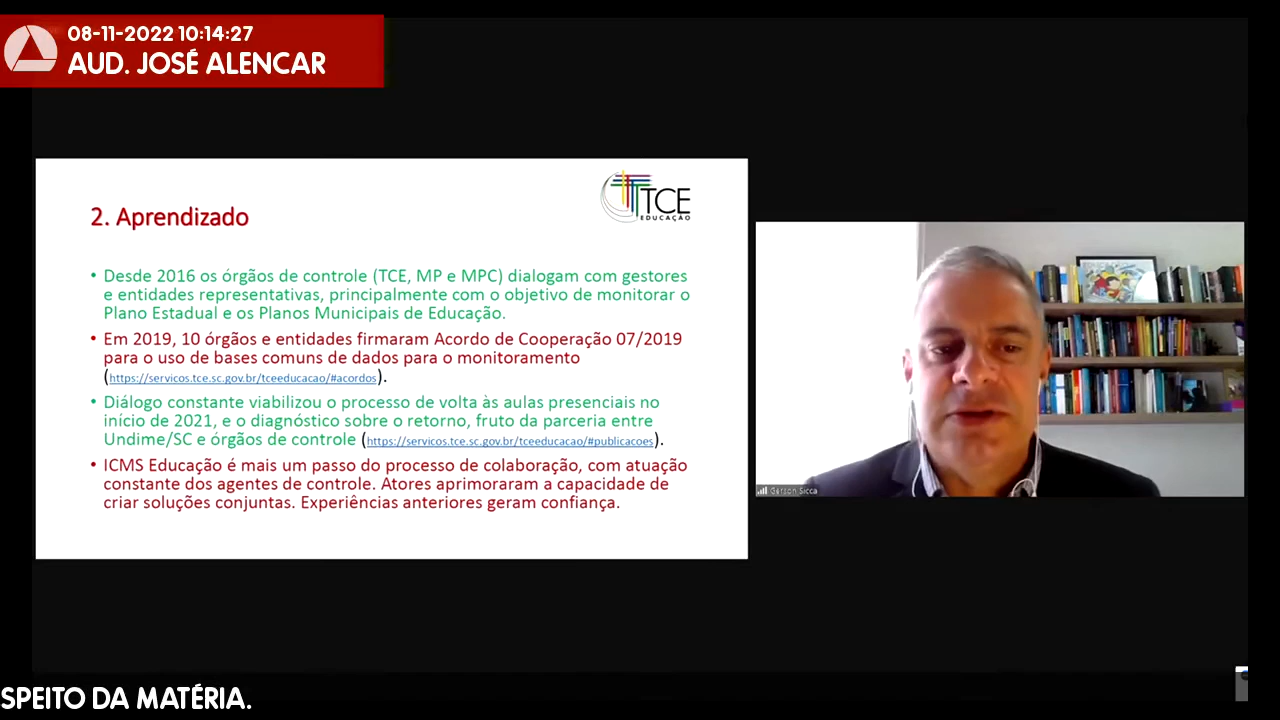 08-11-2022 10:14:27
AUD. JOSÉ ALENCAR
TCE
EDUCAÇÃO
2. Aprendizado
• Desde 2016 os órgãos de controle (TCE, MP e MPC) dialogam com gestores
e entidades representativas, principalmente com o objetivo de monitorar o
Plano Estadual e os Planos Municipais de Educação.
• Em 2019, 10 órgãos e entidades firmaram Acordo de Cooperação 07/2019
para o uso de bases comuns de dados para o monitoramento
(https://servicos.tce.sc.gov.br/tceeducacao/#acordos).
• Diálogo constante viabilizou o processo de volta às aulas presenciais no
início de 2021, e o diagnóstico sobre o retorno, fruto da parceria entre
Undime/SC e órgãos de controle (https://servicos.tce.sc.gov.br/tceeducacao/#publicacoes).
• ICMS Educação é mais um passo do processo de colaboração, com atuação
constante dos agentes de controle. Atores aprimoraram a capacidade de
criar soluções conjuntas. Experiências anteriores geram confiança.
Gerson Sicca
SPEITO DA MATÉRIA.